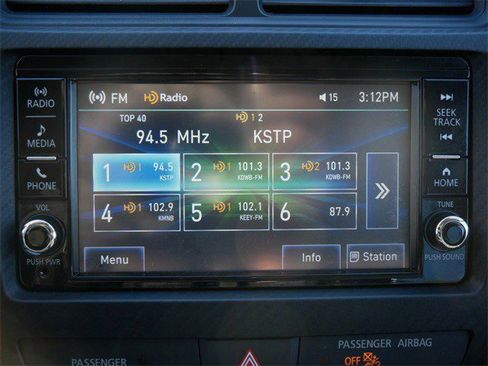 FM HD Radio 15 3:12PM
TOP 40 HD 1 2
94.5 MHz KSTP
1 HD 1 94.5 KSTP 2 HD 1 101.3 KDWB-FM 3 HD 2 101.3 KDWB-FM
4 HD 1 102.9 KMNB 5 HD 1 102.1 KEEY-FM 6 87.9
Menu Info Station
RADIO
MEDIA
PHONE
VOL
PUSH PWR
SEEK
TRACK
HOME
TUNE
PUSH SOUND
PASSENGER
PASSENGER AIRBAG
OFF